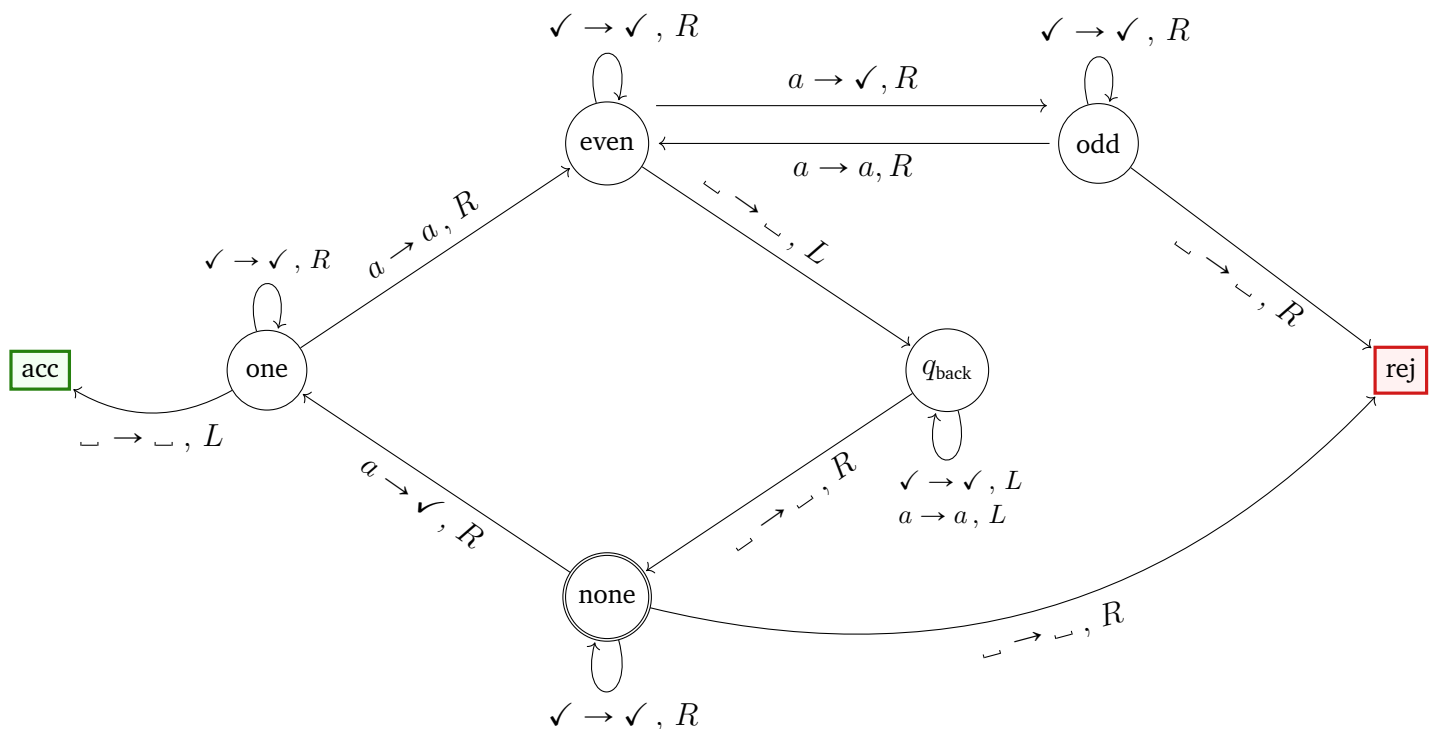 ✓ → ✓ , R
✓ → ✓ , R
a → ✓, R
even
odd
a → a, R
a → a , R
␣ → ␣ , L
✓ → ✓ , R
␣ → ␣ , R
acc
one
q_back
rej
␣ → ␣ , L
a → ✓, R
␣ → ␣ , R
✓ → ✓ , L
a → a , L
none
␣ → ␣ , R
✓ → ✓ , R